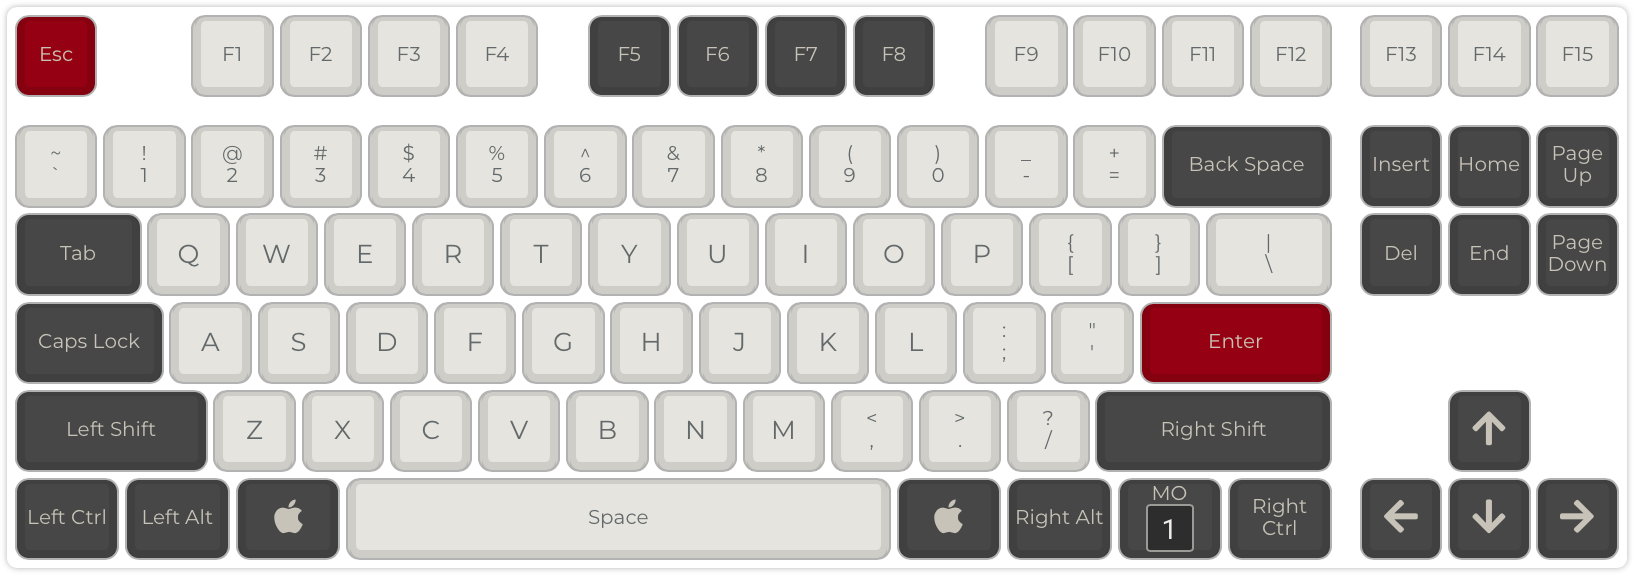 Esc F1 F2 F3 F4 F5 F6 F7 F8 F9 F10 F11 F12 F13 F14 F15
~ ! @ # $ % ^ & * ( ) _ +
` 1 2 3 4 5 6 7 8 9 0 - = Back Space Insert Home Page Up
Tab Q W E R T Y U I O P { } | Del End Page Down
[ ] \
Caps Lock A S D F G H J K L : " Enter
; '
Left Shift Z X C V B N M < > ? Right Shift
, . /
Left Ctrl Left Alt Space Right Alt MO Right Ctrl
1